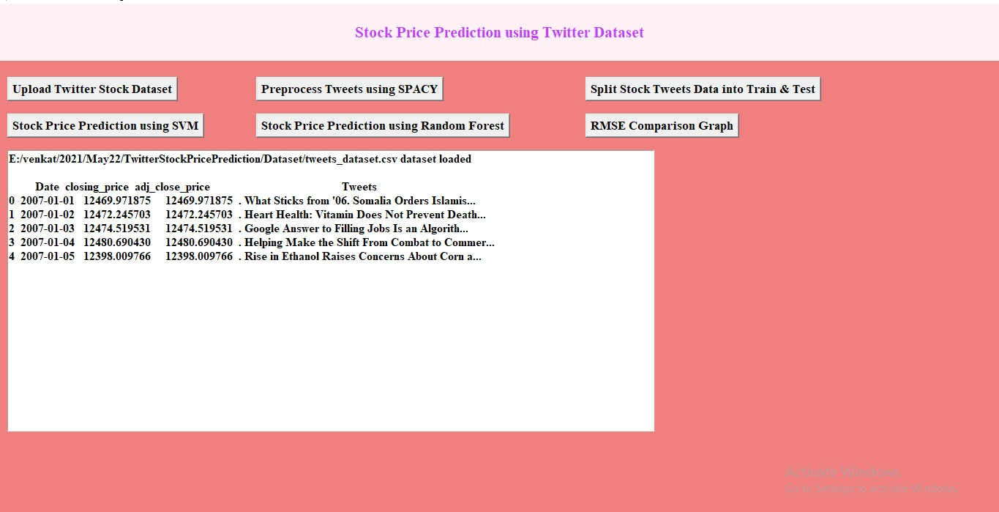 Stock Price Prediction using Twitter Dataset
Upload Twitter Stock Dataset
Preprocess Tweets using SPACY
Split Stock Tweets Data into Train & Test
Stock Price Prediction using SVM
Stock Price Prediction using Random Forest
RMSE Comparison Graph
E:/venkat/2021/May22/TwitterStockPricePrediction/Dataset/tweets_dataset.csv dataset loaded
Date closing_price adj_close_price Tweets
0 2007-01-01 12469.971875 12469.971875 . What Sticks from '06. Somalia Orders Islamis...
1 2007-01-02 12472.245703 12472.245703 . Heart Health: Vitamin Does Not Prevent Death...
2 2007-01-03 12474.519531 12474.519531 . Google Answer to Filling Jobs Is an Algorith...
3 2007-01-04 12480.690430 12480.690430 . Helping Make the Shift From Combat to Commer...
4 2007-01-05 12398.009766 12398.009766 . Rise in Ethanol Raises Concerns About Corn a...
Activate Windows
Go to Settings to activate Windows.